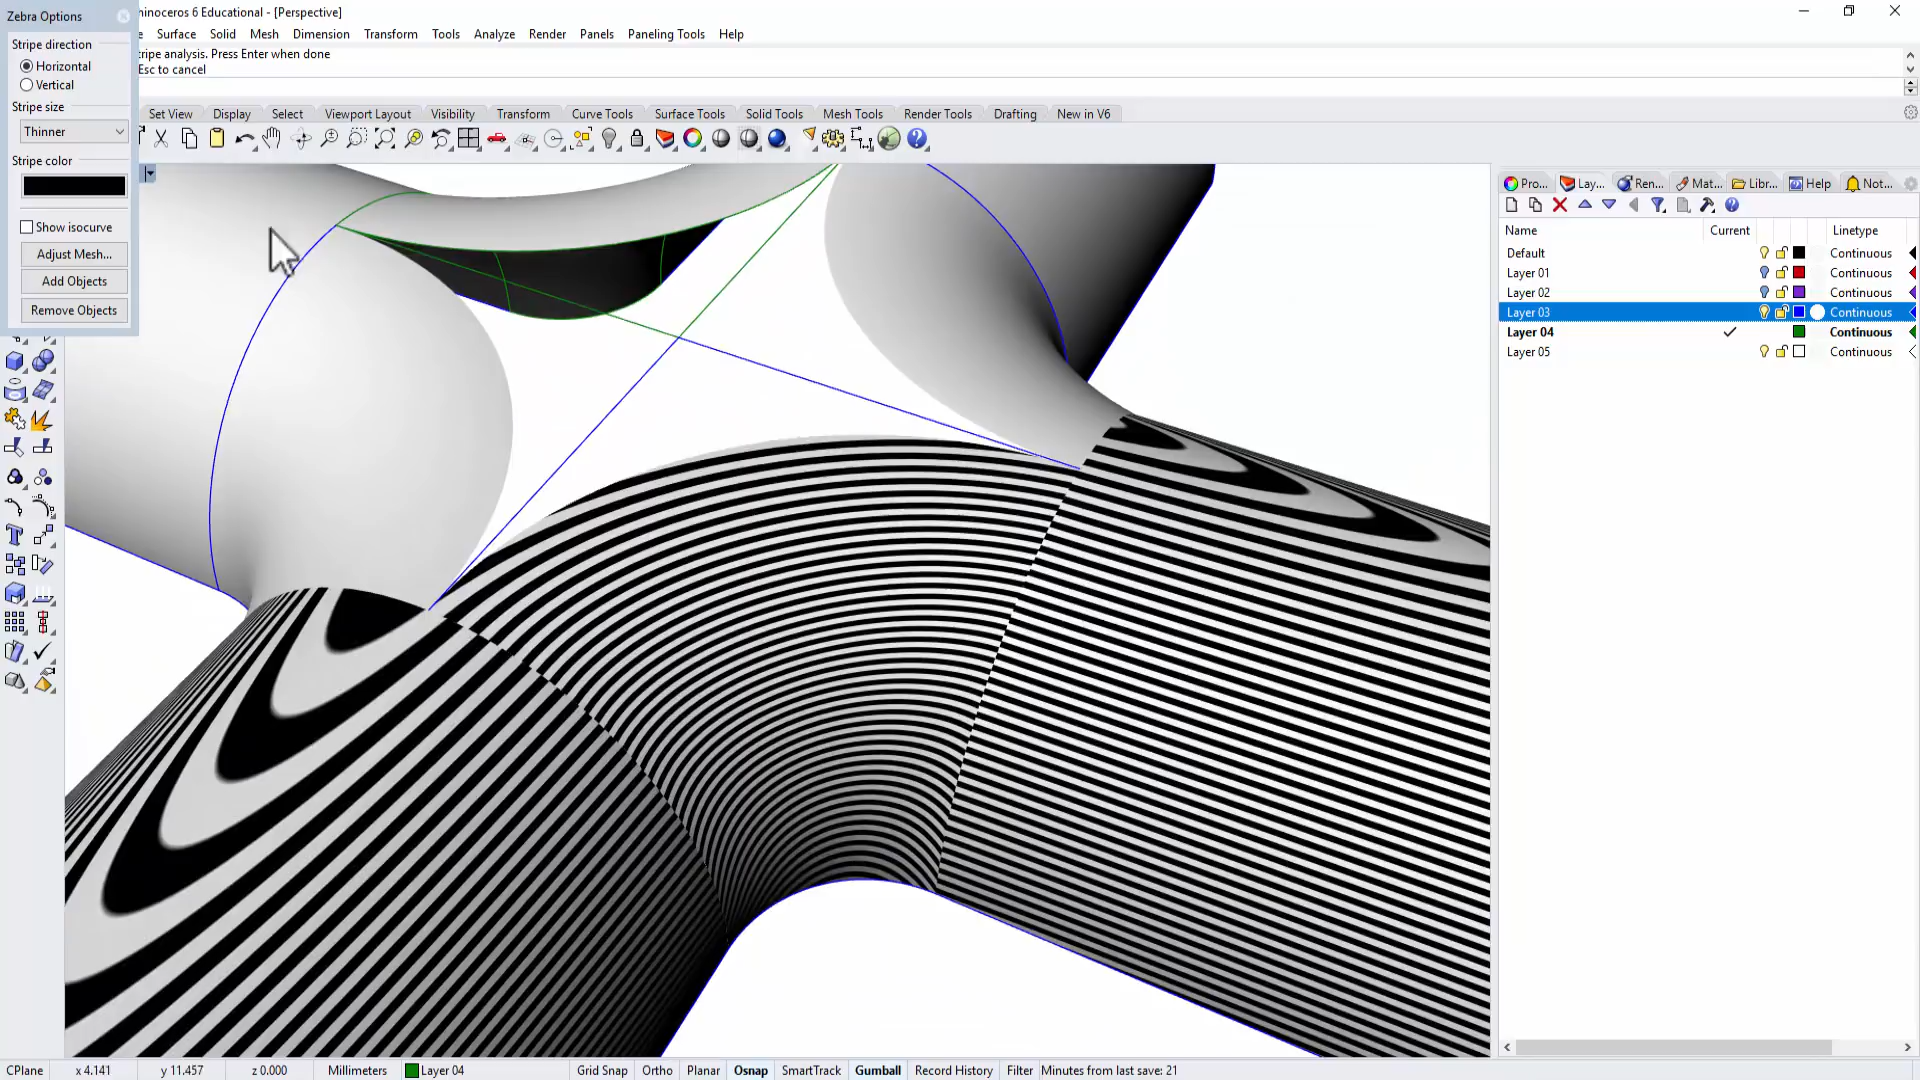 Zebra Options
hinoceros 6 Educational - [Perspective]
Surface Solid Mesh Dimension Transform Tools Analyze Render Panels Paneling Tools Help
Stripe direction
tripe analysis. Press Enter when done
Horizontal
Esc to cancel
Vertical
Stripe size
Set View Display Select Viewport Layout Visibility Transform Curve Tools Surface Tools Solid Tools Mesh Tools Render Tools Drafting New in V6
Thinner
Stripe color
Pro... Lay... Ren... Mat... Libr... Help Not...
Show isocurve
Name Current Linetype
Adjust Mesh...
Default Continuous
Layer 01 Continuous
Add Objects
Layer 02 Continuous
Remove Objects
Layer 03 Continuous
Layer 04 Continuous
Layer 05 Continuous
CPlane x 4.141 y 11.457 z 0.000 Millimeters Layer 04 Grid Snap Ortho Planar Osnap SmartTrack Gumball Record History Filter Minutes from last save: 21